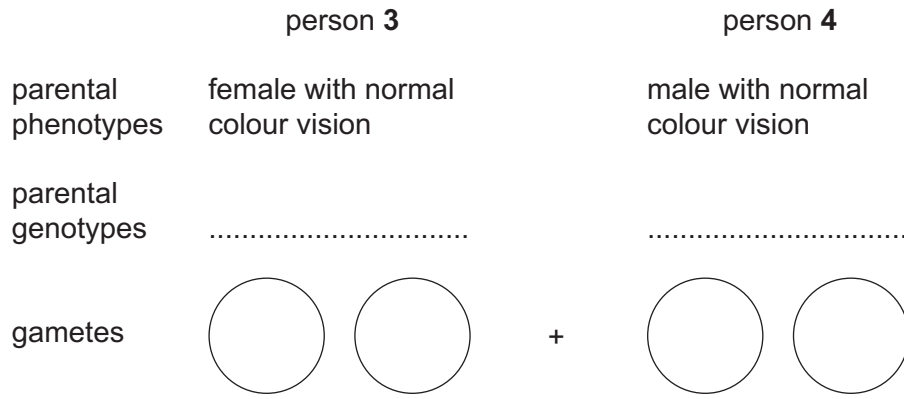 person 3 person 4
parental female with normal male with normal
phenotypes colour vision colour vision
parental
genotypes ................................ ................................
gametes +